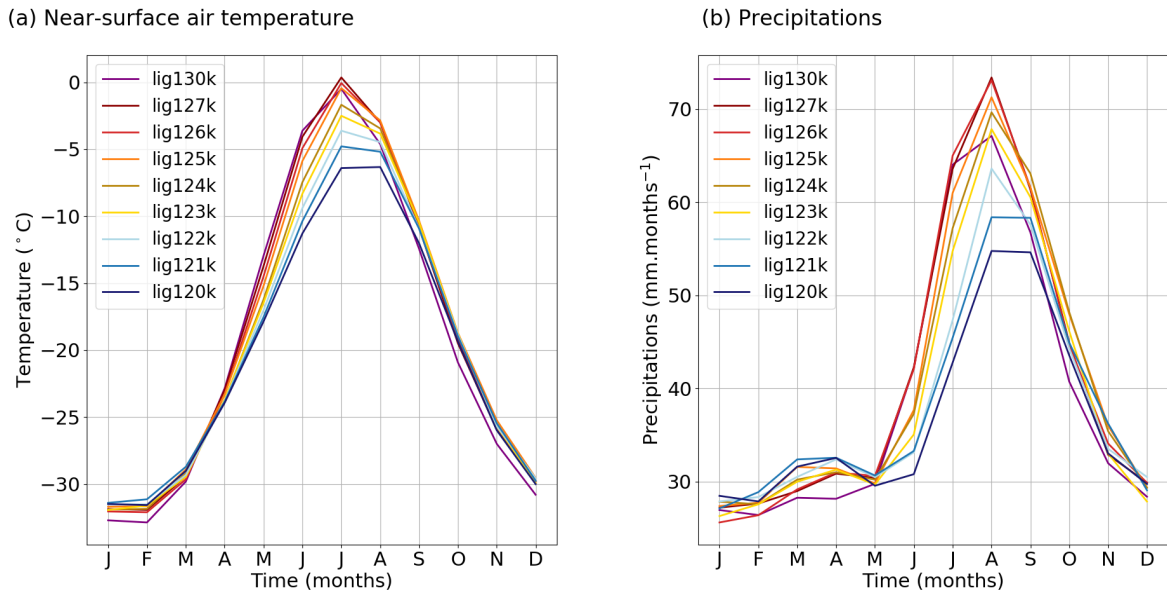 (a) Near-surface air temperature
0
−5
−10
−15
−20
−25
−30
Temperature (°C)
lig130k
lig127k
lig126k
lig125k
lig124k
lig123k
lig122k
lig121k
lig120k
J F M A M J J A S O N D
Time (months)
(b) Precipitations
70
60
50
40
30
Precipitations (mm.months⁻¹)
lig130k
lig127k
lig126k
lig125k
lig124k
lig123k
lig122k
lig121k
lig120k
J F M A M J J A S O N D
Time (months)